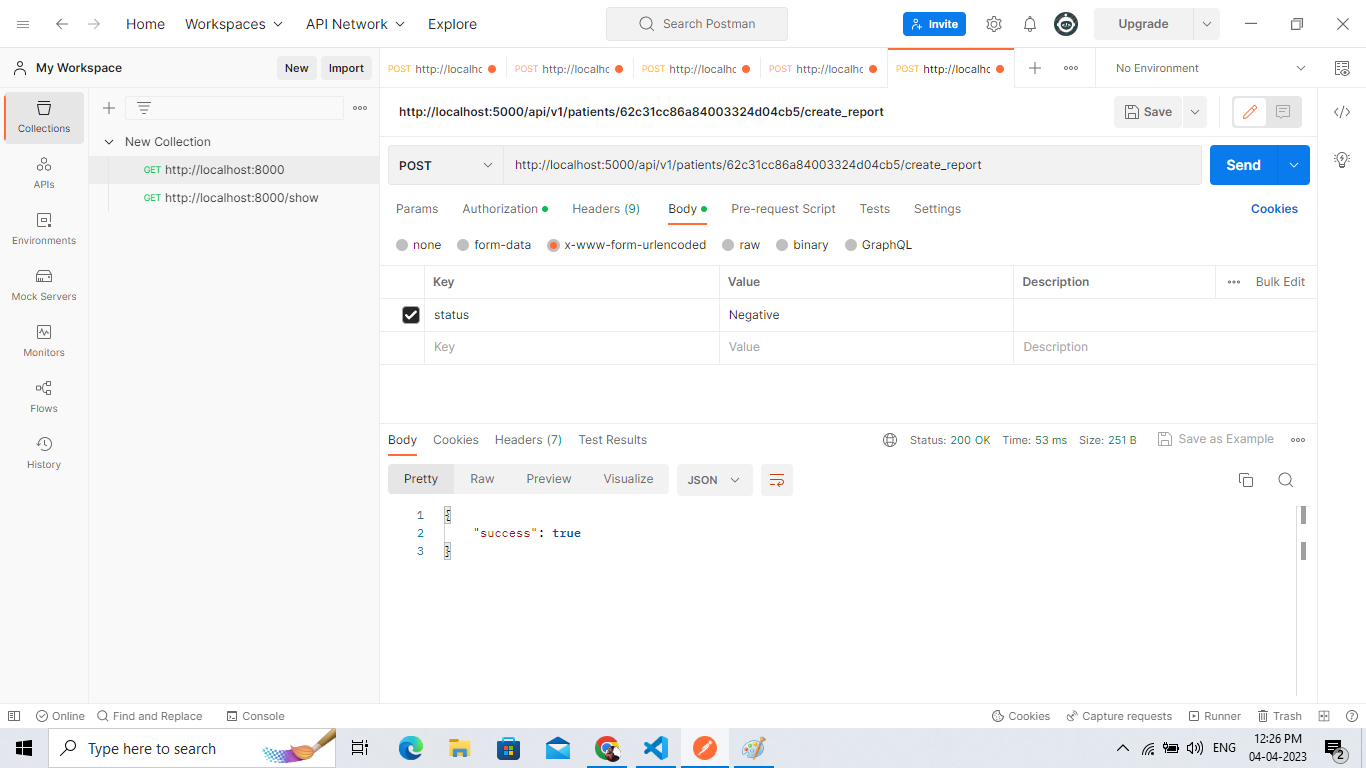 Home Workspaces API Network Explore Search Postman Invite Upgrade
My Workspace New Import POST http://localhc POST http://localhc POST http://localhc POST http://localhc POST http://localhc No Environment
Collections
APIs
Environments
Mock Servers
Monitors
Flows
History
New Collection
GET http://localhost:8000
GET http://localhost:8000/show
http://localhost:5000/api/v1/patients/62c31cc86a84003324d04cb5/create_report Save
POST http://localhost:5000/api/v1/patients/62c31cc86a84003324d04cb5/create_report Send
Params Authorization Headers (9) Body Pre-request Script Tests Settings Cookies
none form-data x-www-form-urlencoded raw binary GraphQL
Key Value Description Bulk Edit
status Negative
Key Value Description
Body Cookies Headers (7) Test Results Status: 200 OK Time: 53 ms Size: 251 B Save as Example
Pretty Raw Preview Visualize JSON
1 {
2 "success": true
3 }
Online Find and Replace Console Cookies Capture requests Runner Trash
Type here to search ENG 12:26 PM
04-04-2023 2